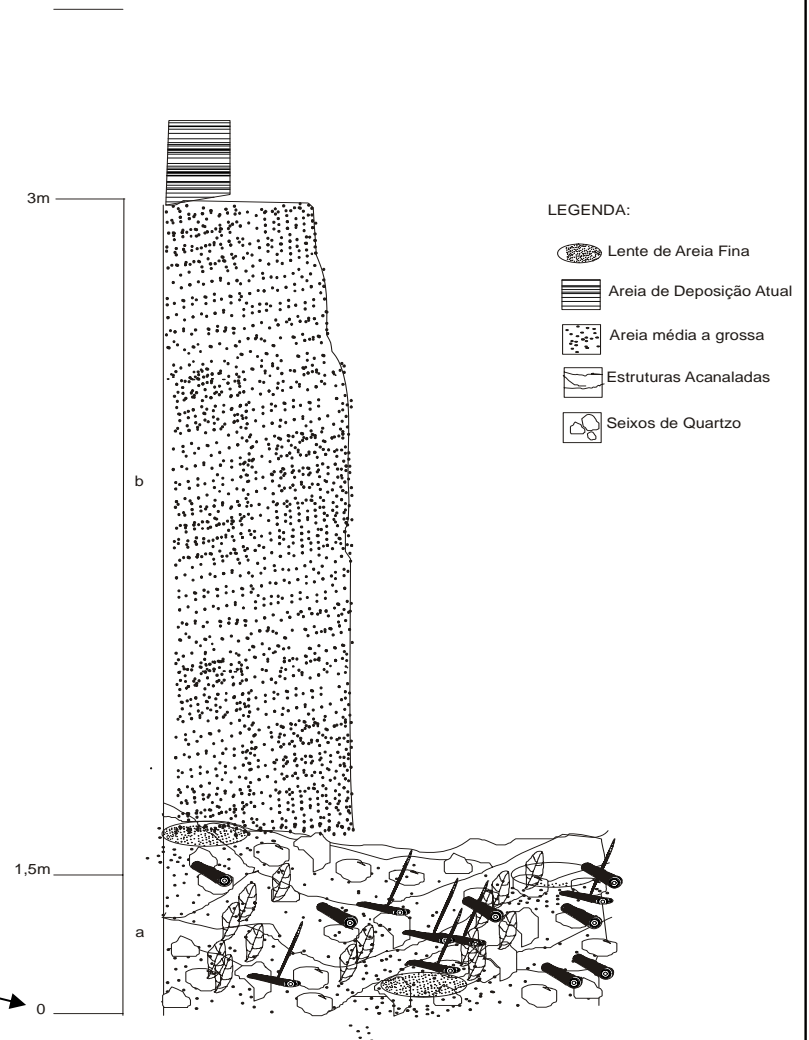 3m
b
1,5m
a
0
LEGENDA:
Lente de Areia Fina
Areia de Deposição Atual
Areia média a grossa
Estruturas Acanaladas
Seixos de Quartzo